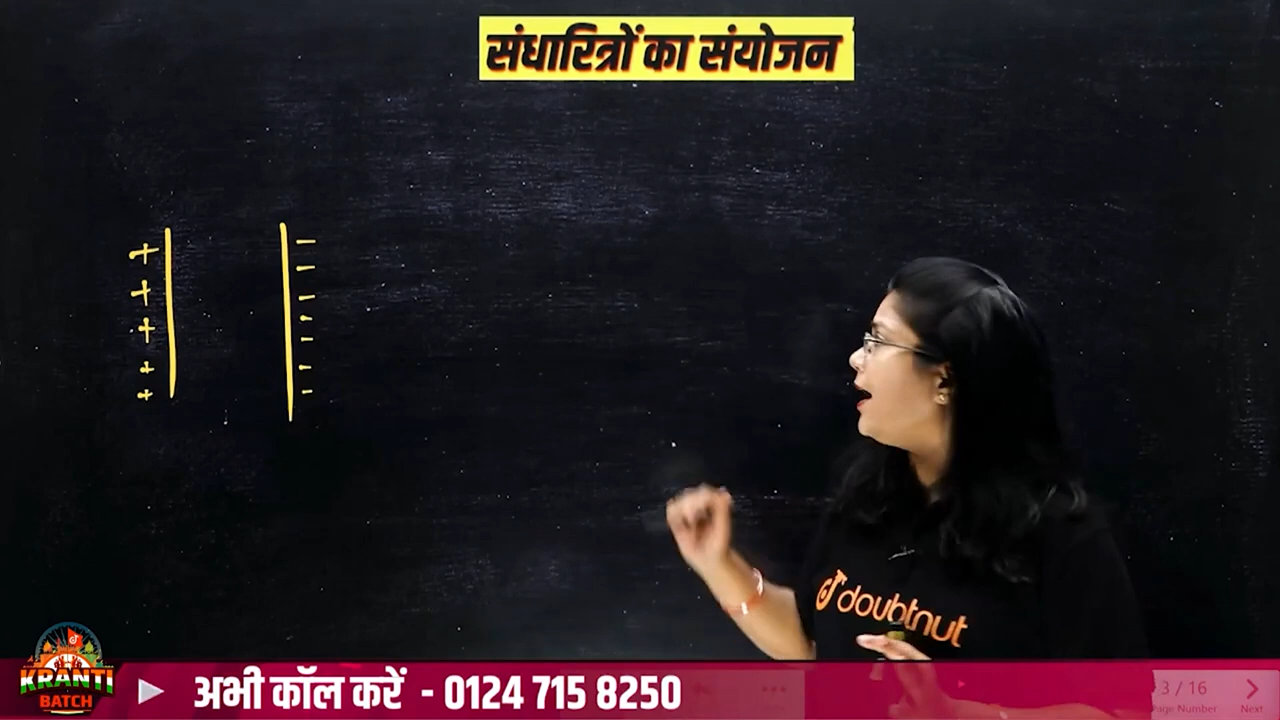 संधारित्रों का संयोजन
+ -
+ -
+ -
+ -
+ -
-
-
doubtnut
KRANTI
BATCH
अभी कॉल करें - 0124 715 8250
3 / 16
Page Number
Next